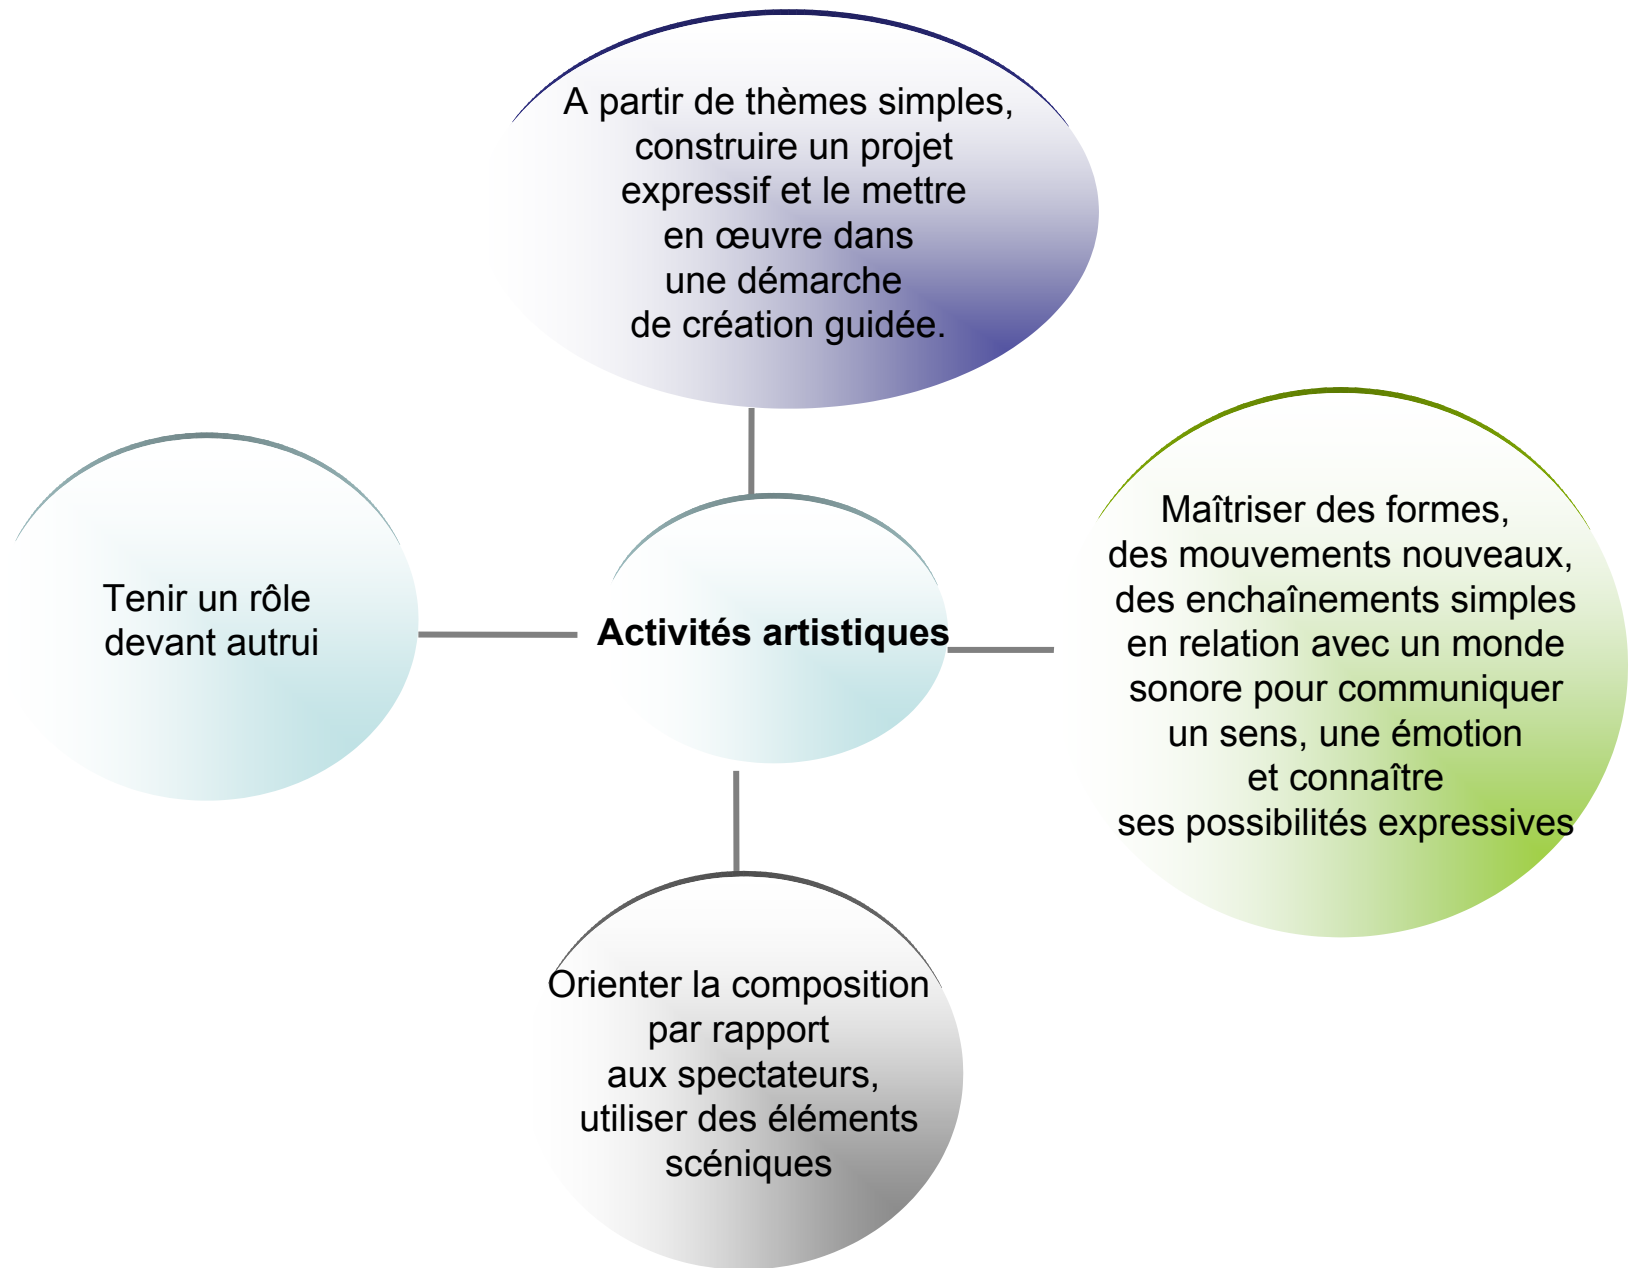 A partir de thèmes simples,
construire un projet
expressif et le mettre
en œuvre dans
une démarche
de création guidée.
Tenir un rôle
devant autrui
Activités artistiques
Maîtriser des formes,
des mouvements nouveaux,
des enchaînements simples
en relation avec un monde
sonore pour communiquer
un sens, une émotion
et connaître
ses possibilités expressives
Orienter la composition
par rapport
aux spectateurs,
utiliser des éléments
scéniques